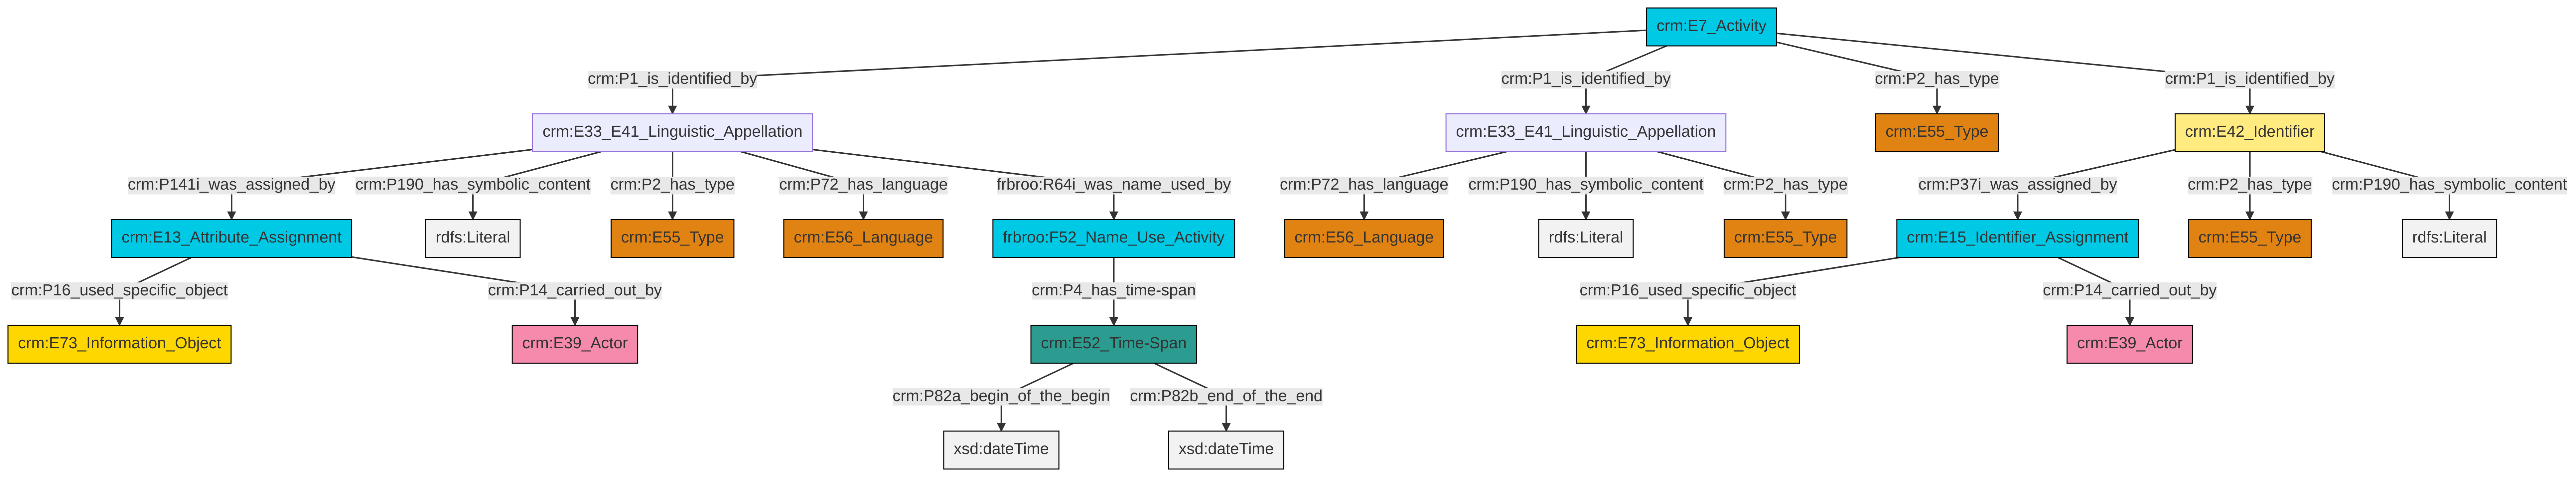 crm:E7_Activity
crm:P1_is_identified_by
crm:P1_is_identified_by
crm:P2_has_type
crm:P1_is_identified_by
crm:E33_E41_Linguistic_Appellation
crm:E33_E41_Linguistic_Appellation
crm:E55_Type
crm:E42_Identifier
crm:P141i_was_assigned_by
crm:P190_has_symbolic_content
crm:P2_has_type
crm:P72_has_language
frbroo:R64i_was_name_used_by
crm:P72_has_language
crm:P190_has_symbolic_content
crm:P2_has_type
crm:P37i_was_assigned_by
crm:P2_has_type
crm:P190_has_symbolic_content
crm:E13_Attribute_Assignment
rdfs:Literal
crm:E55_Type
crm:E56_Language
frbroo:F52_Name_Use_Activity
crm:E56_Language
rdfs:Literal
crm:E55_Type
crm:E15_Identifier_Assignment
crm:E55_Type
rdfs:Literal
crm:P16_used_specific_object
crm:P14_carried_out_by
crm:P4_has_time-span
crm:P16_used_specific_object
crm:P14_carried_out_by
crm:E73_Information_Object
crm:E39_Actor
crm:E52_Time-Span
crm:E73_Information_Object
crm:E39_Actor
crm:P82a_begin_of_the_begin
crm:P82b_end_of_the_end
xsd:dateTime
xsd:dateTime